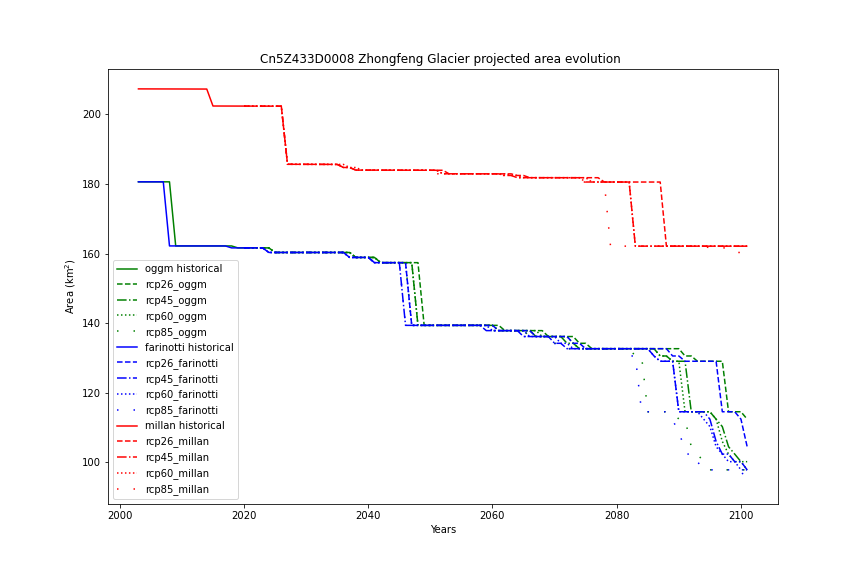 Cn5Z433D0008 Zhongfeng Glacier projected area evolution
Area (km²)
200
180
160
140
120
100
oggm historical
rcp26_oggm
rcp45_oggm
rcp60_oggm
rcp85_oggm
farinotti historical
rcp26_farinotti
rcp45_farinotti
rcp60_farinotti
rcp85_farinotti
millan historical
rcp26_millan
rcp45_millan
rcp60_millan
rcp85_millan
2000 2020 2040 2060 2080 2100
Years